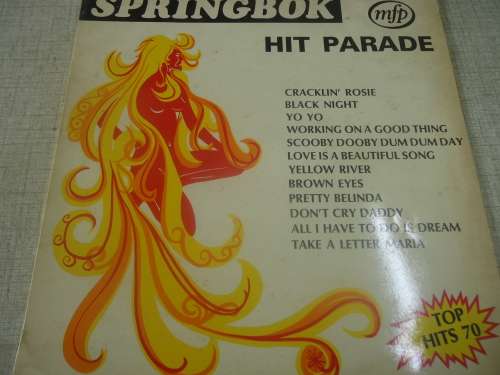 SPRINGBOK
mfp
HIT PARADE
CRACKLIN' ROSIE
BLACK NIGHT
YO YO
WORKING ON A GOOD THING
SCOOBY DOOBY DUM DUM DAY
LOVE IS A BEAUTIFUL SONG
YELLOW RIVER
BROWN EYES
PRETTY BELINDA
DON'T CRY DADDY
ALL I HAVE TO DO IS DREAM
TAKE A LETTER MARIA
TOP
HITS 70